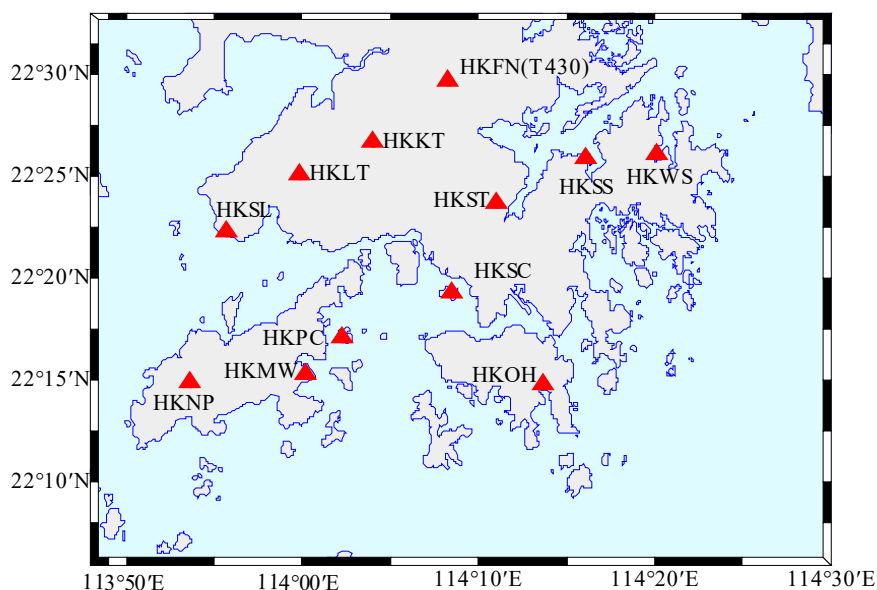 22°30′N
HKFN(T430)
HKKT
22°25′N
HKLT
HKSS
HKWS
HKST
HKSL
22°20′N
HKSC
HKPC
22°15′N
HKMW
HKOH
HKNP
22°10′N
113°50′E
114°00′E
114°10′E
114°20′E
114°30′E